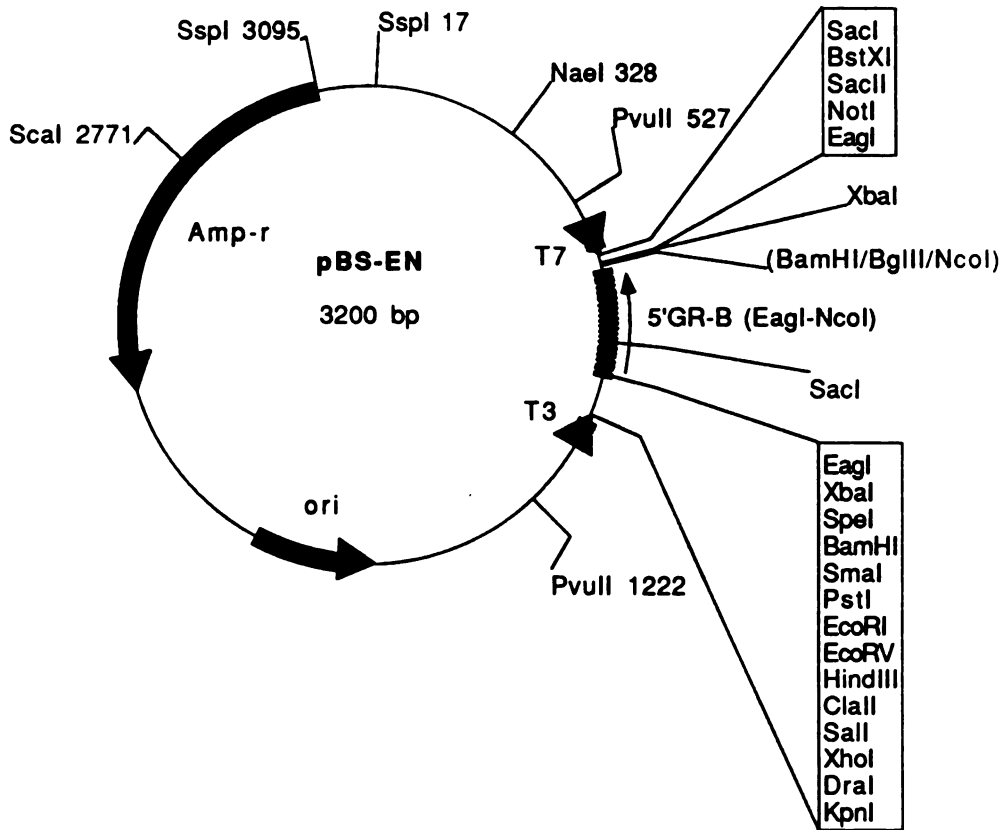 SspI 3095
SspI 17
NaeI 328
PvuII 527
ScaI 2771
Amp-r
pBS-EN
3200 bp
T7
T3
ori
PvuII 1222
SacI
BstXI
SacII
NotI
EagI
XbaI
(BamHI/BglII/NcoI)
5'GR-B (EagI-NcoI)
SacI
EagI
XbaI
SpeI
BamHI
SmaI
PstI
EcoRI
EcoRV
HindIII
ClaII
SalI
XhoI
DraI
KpnI